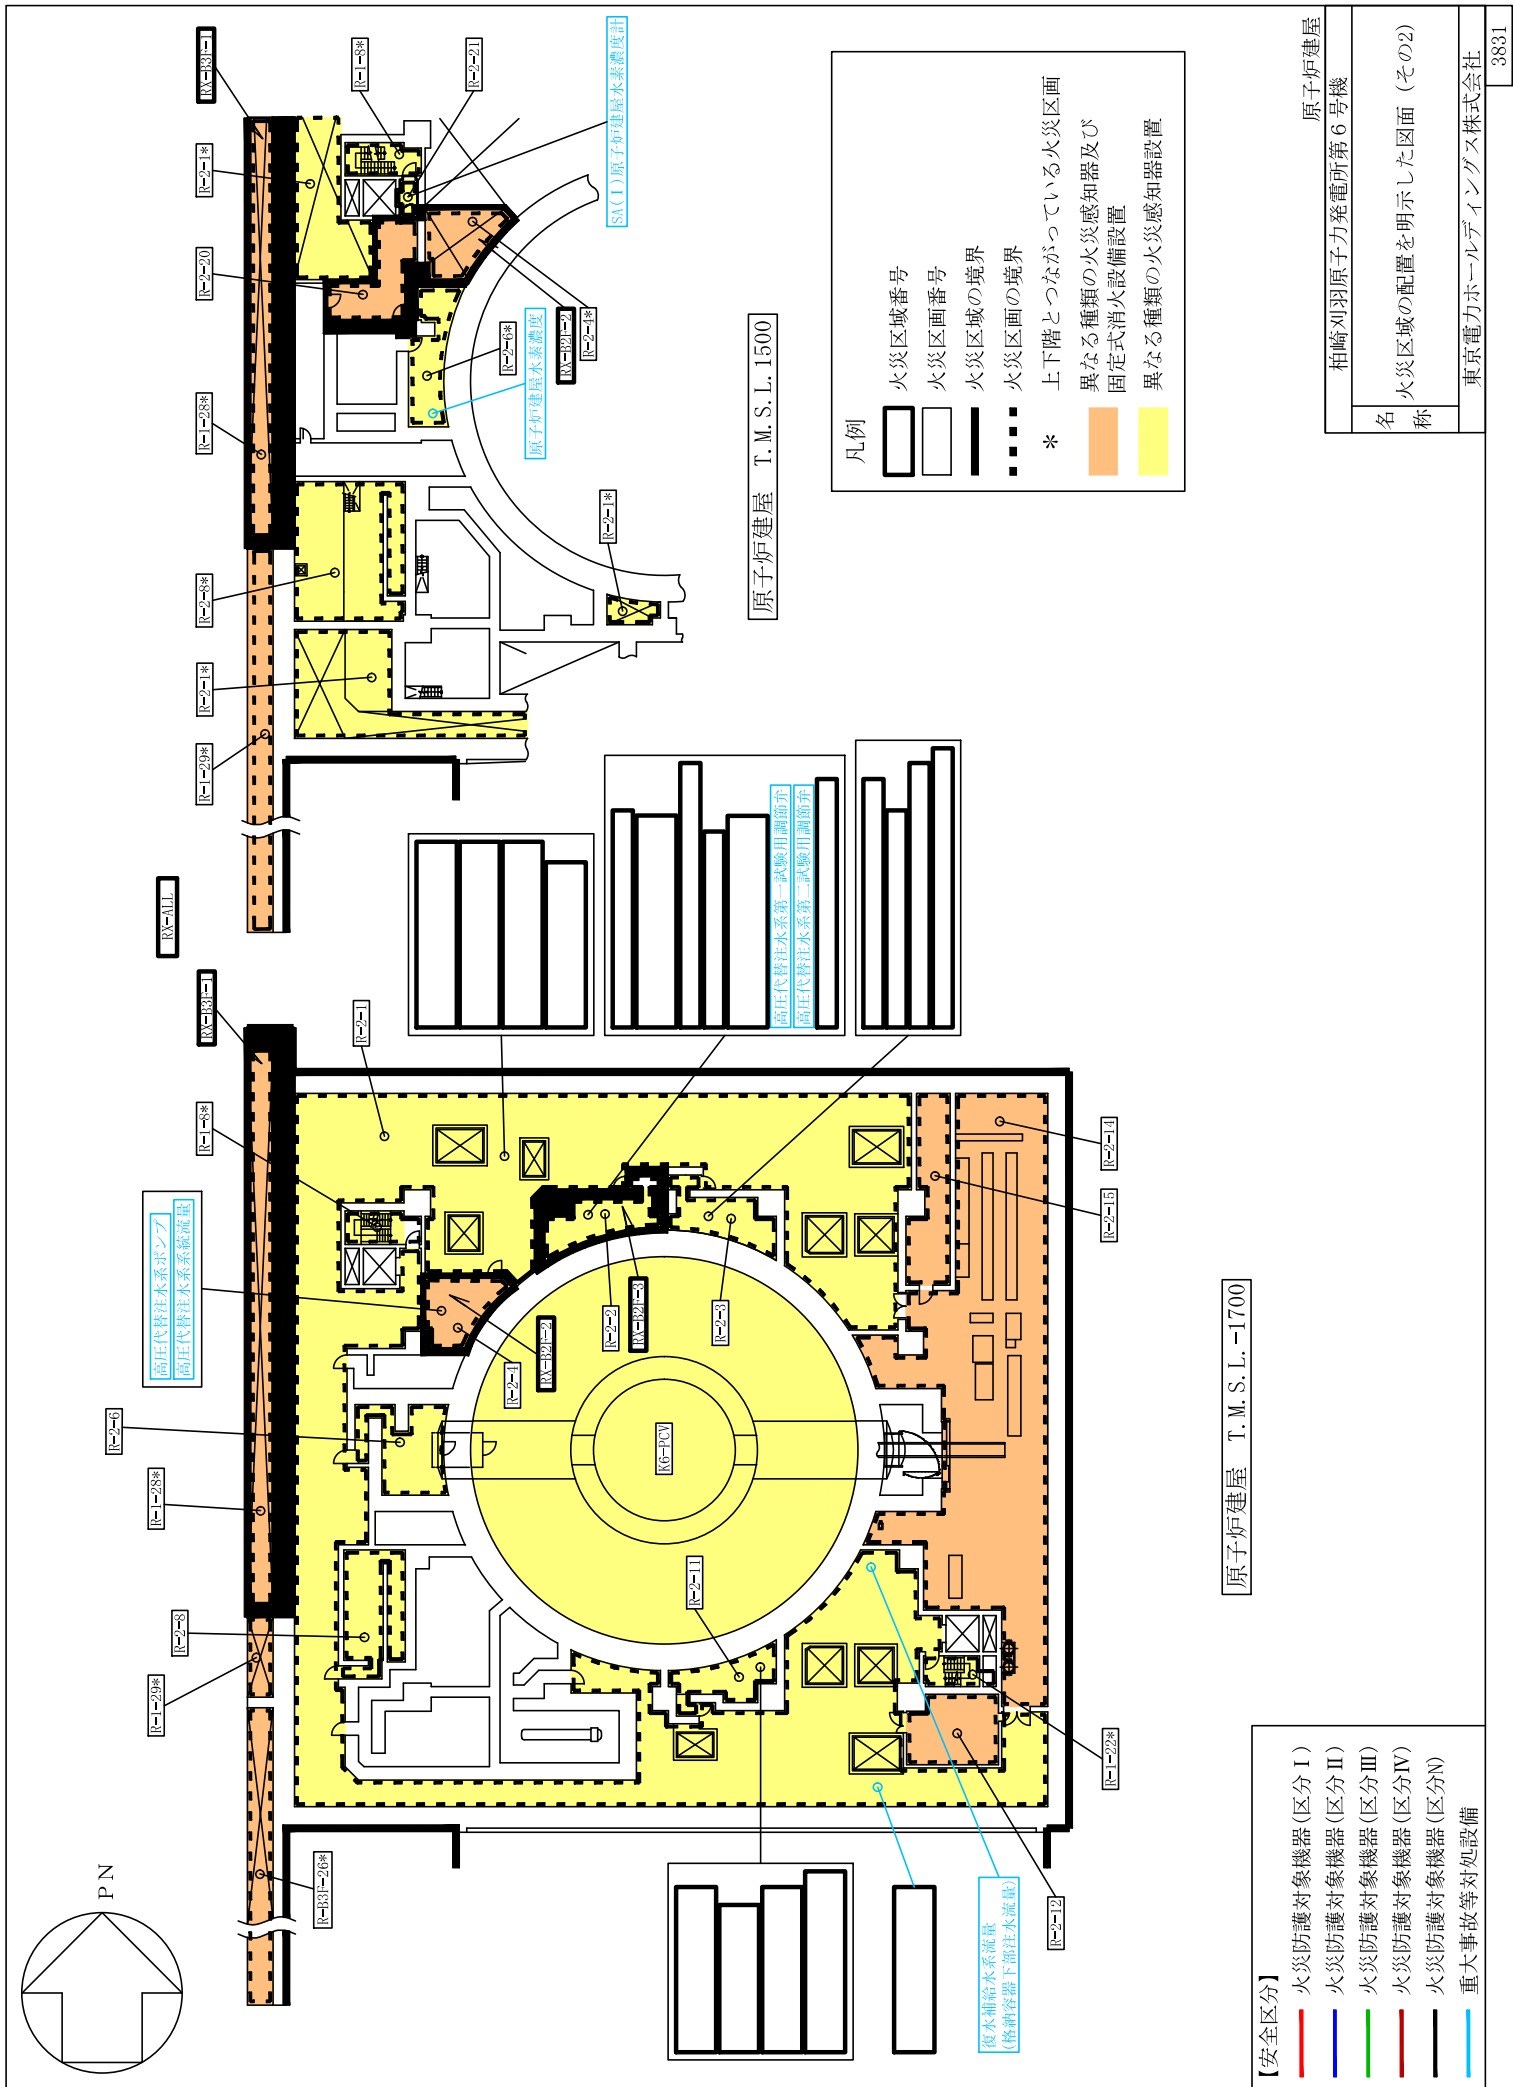 PN
R-B3F-26*
R-1-29*
R-2-8
R-1-28*
R-2-6
高圧代替注水系ポンプ
高圧代替注水系系統流量
R-1-8*
RX-B3F-1
R-2-1
RX-ALL
R-2-4
RX-B2F-2
R-2-2
RX-B2F-3
R-2-3
K6-PCV
R-2-11
R-2-14
R-2-15
R-1-22*
R-2-12
復水補給水系流量
(格納容器下部注水流量)
高圧代替注水系第一試験用調節弁
高圧代替注水系第二試験用調節弁
原子炉建屋 T.M.S.L.-1700
R-1-29*
R-2-1*
R-2-8*
R-1-28*
R-2-20
R-2-1*
RX-B3F-1
R-1-8*
R-2-21
SA(Ⅰ)原子炉建屋水素濃度計
原子炉建屋水素濃度
R-2-6*
RX-B2F-2
R-2-4*
R-2-1*
原子炉建屋 T.M.S.L.1500
凡例
火災区域番号
火災区画番号
火災区域の境界
火災区画の境界
* 上下階とつながっている火災区画
異なる種類の火災感知器及び
固定式消火設備設置
異なる種類の火災感知器設置
【安全区分】
火災防護対象機器(区分Ⅰ)
火災防護対象機器(区分Ⅱ)
火災防護対象機器(区分Ⅲ)
火災防護対象機器(区分Ⅳ)
火災防護対象機器(区分N)
重大事故等対処設備
原子炉建屋
柏崎刈羽原子力発電所第6号機
名称
火災区域の配置を明示した図面(その2)
東京電力ホールディングス株式会社
3831